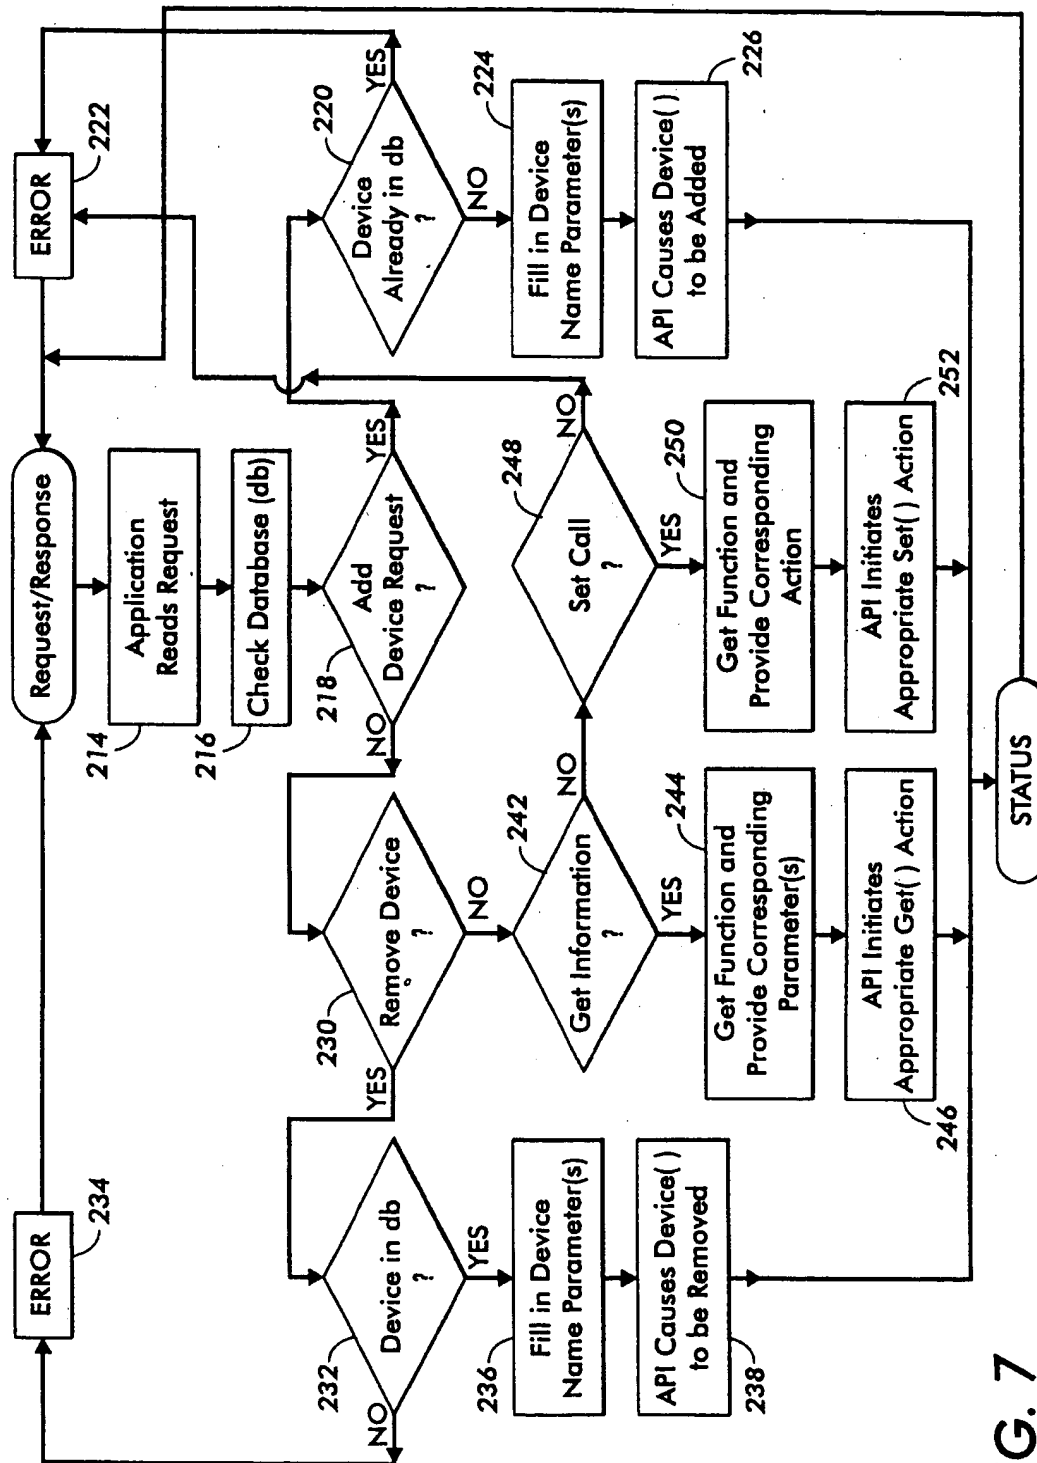 ERROR
234
Request/Response
ERROR
222
Application
Reads Request
214
Check Database (db)
216
Add
Device Request
?
218
YES
NO
Device
Already in db
?
220
YES
NO
Fill in Device
Name Parameter(s)
224
API Causes Device( )
to be Added
226
Remove Device
?
230
YES
NO
Device in db
?
232
NO
YES
Fill in Device
Name Parameter(s)
236
API Causes Device( )
to be Removed
238
Get Information
?
242
NO
YES
Get Function and
Provide Corresponding
Parameter(s)
244
API Initiates
Appropriate Get( ) Action
246
Set Call
?
248
NO
YES
Get Function and
Provide Corresponding
Action
250
API Initiates
Appropriate Set( ) Action
252
STATUS
G. 7